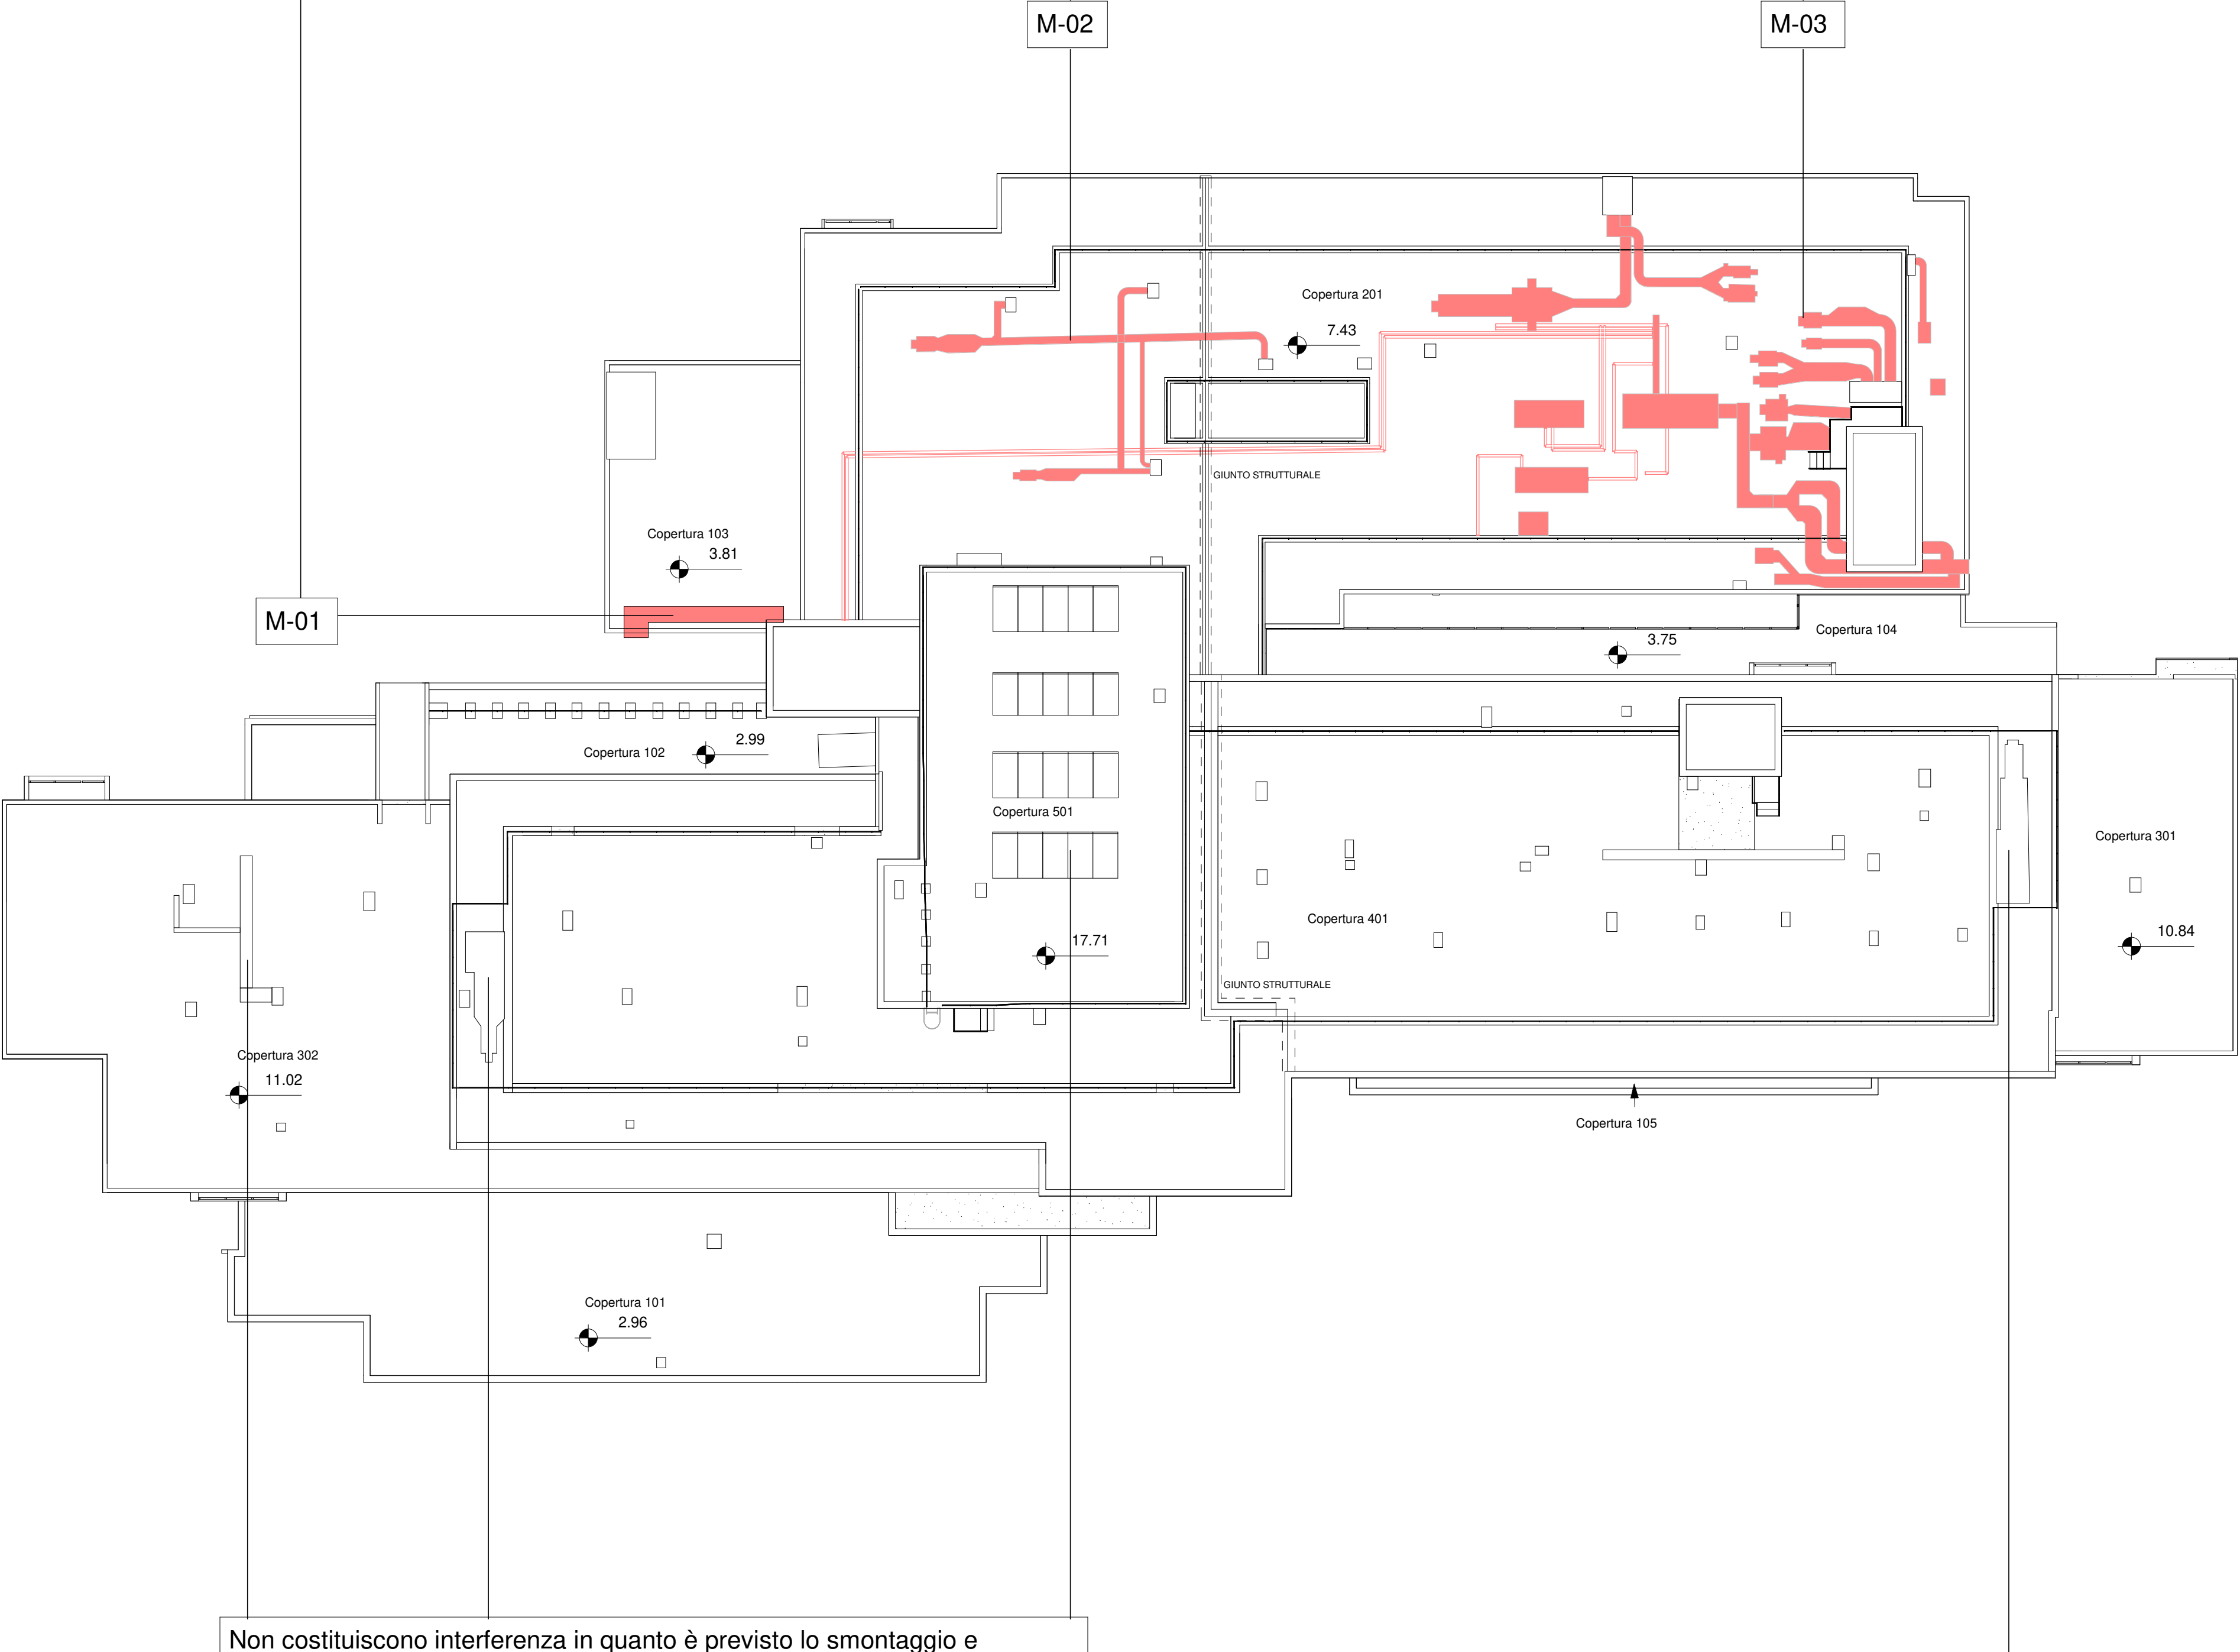 M-02
M-03
Copertura 201
7.43
GIUNTO STRUTTURALE
Copertura 103
3.81
M-01
Copertura 104
3.75
Copertura 102
2.99
Copertura 501
Copertura 301
Copertura 401
17.71
10.84
GIUNTO STRUTTURALE
Copertura 302
11.02
Copertura 105
Copertura 101
2.96
Non costituiscono interferenza in quanto è previsto lo smontaggio e